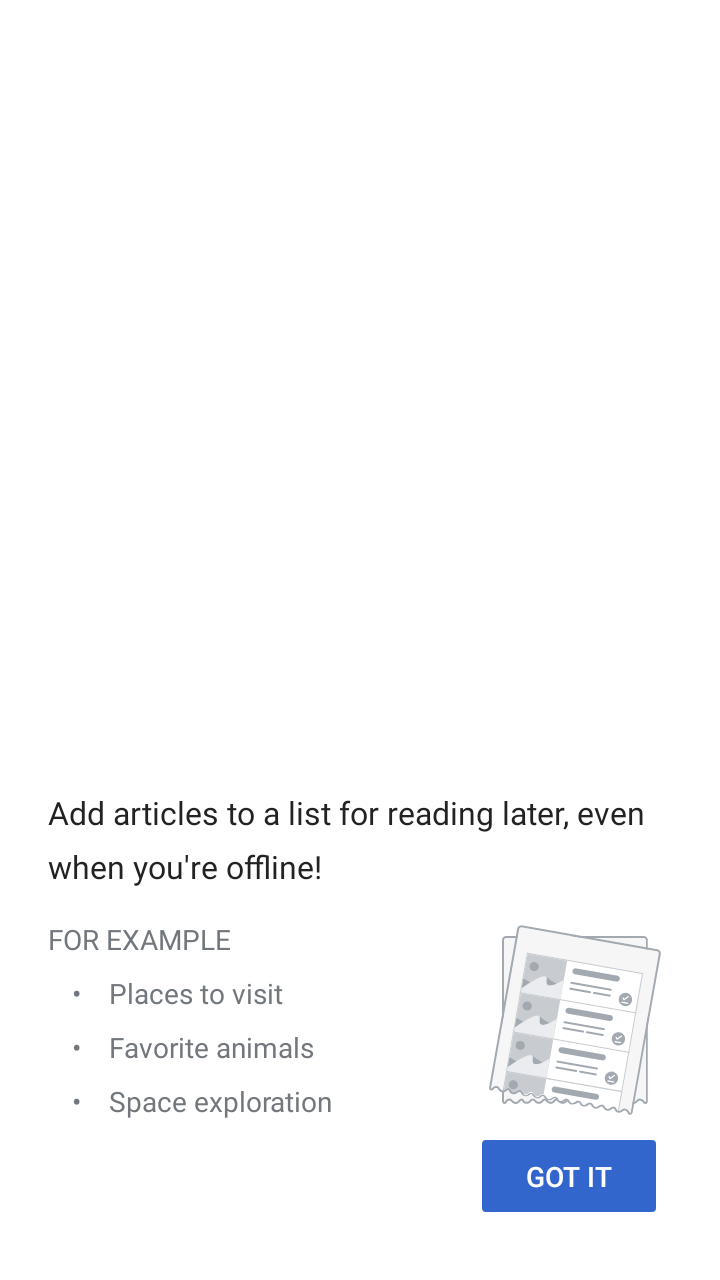 Add articles to a list for reading later, even
when you're offline!
FOR EXAMPLE
• Places to visit
• Favorite animals
• Space exploration
GOT IT